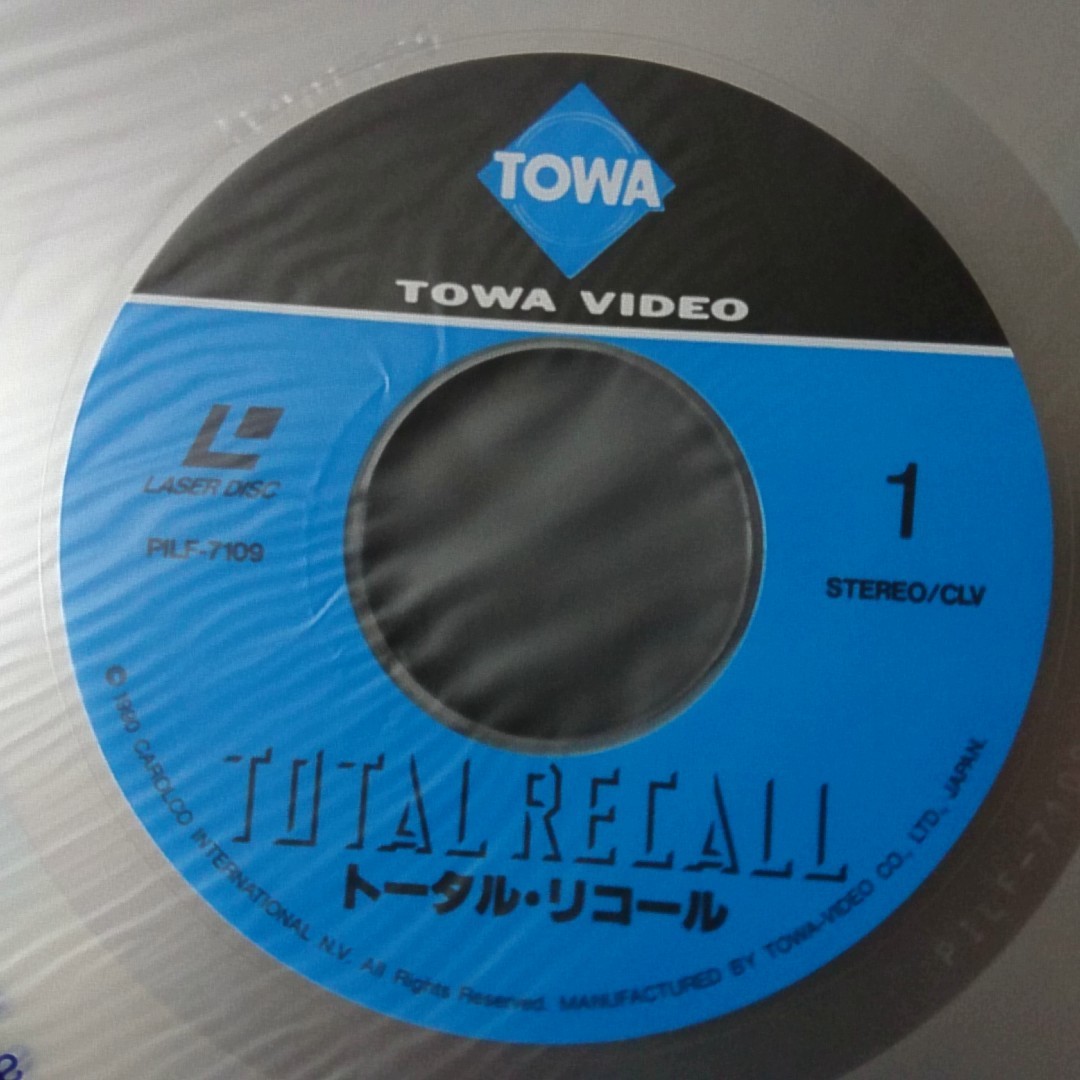 TOWA
TOWA VIDEO
LASER DISC
PILF-7109
1
STEREO/CLV
TOTAL RECALL
トータル・リコール
©1990 CAROLCO INTERNATIONAL N.V. All Rights Reserved. MANUFACTURED BY TOWA-VIDEO CO., LTD., JAPAN.